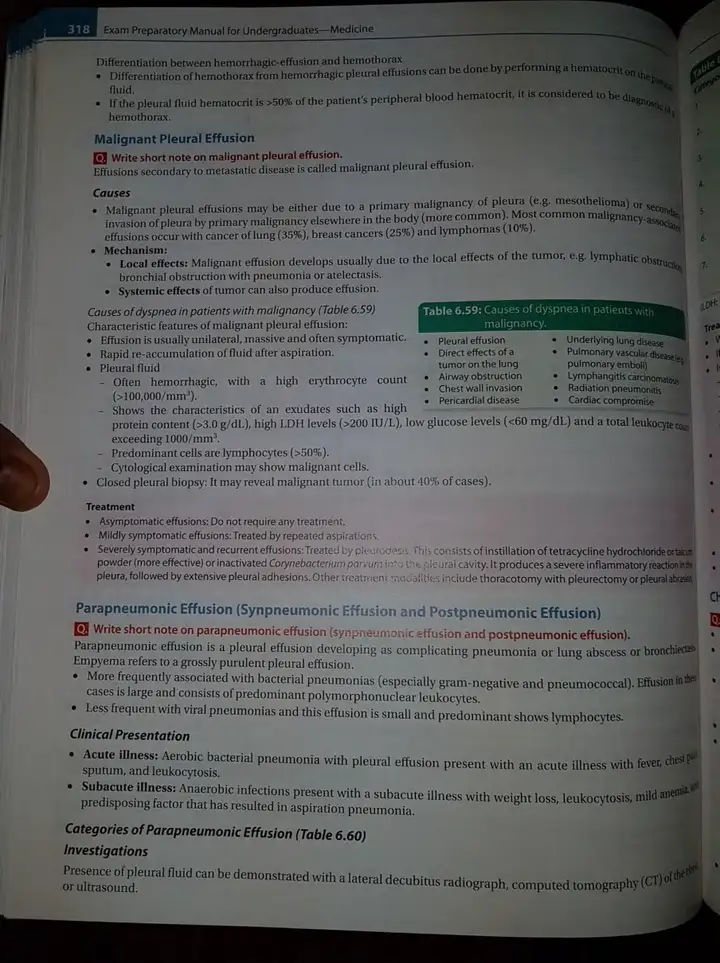 318 Exam Preparatory Manual for Undergraduates—Medicine
Differentiation between hemorrhagic-effusion and hemothorax
• Differentiation of hemothorax from hemorrhagic pleural effusions can be done by performing a hematocrit on the
fluid.
• If the pleural fluid hematocrit is >50% of the patient's peripheral blood hematocrit, it is considered to be diagnostic of
hemothorax.
Malignant Pleural Effusion
Q. Write short note on malignant pleural effusion.
Effusions secondary to metastatic disease is called malignant pleural effusion.
Causes
• Malignant pleural effusions may be either due to a primary malignancy of pleura (e.g. mesothelioma) or
invasion of pleura by primary malignancy elsewhere in the body (more common). Most common malignancy-associated
effusions occur with cancer of lung (35%), breast cancers (25%) and lymphomas (10%).
• Mechanism:
• Local effects: Malignant effusion develops usually due to the local effects of the tumor, e.g. lymphatic obstruction,
bronchial obstruction with pneumonia or atelectasis.
• Systemic effects of tumor can also produce effusion.
Causes of dyspnea in patients with malignancy (Table 6.59)
Characteristic features of malignant pleural effusion:
• Effusion is usually unilateral, massive and often symptomatic.
• Rapid re-accumulation of fluid after aspiration.
• Pleural fluid
– Often hemorrhagic, with a high erythrocyte count
(>100,000/mm³).
– Shows the characteristics of an exudates such as high
protein content (>3.0 g/dL), high LDH levels (>200 IU/L), low glucose levels (<60 mg/dL) and a total leukocyte count
exceeding 1000/mm³.
– Predominant cells are lymphocytes (>50%).
– Cytological examination may show malignant cells.
• Closed pleural biopsy: It may reveal malignant tumor (in about 40% of cases).
Table 6.59: Causes of dyspnea in patients with
malignancy.
• Pleural effusion
• Direct effects of a
tumor on the lung
• Airway obstruction
• Chest wall invasion
• Pericardial disease
• Underlying lung disease
• Pulmonary vascular disease (e.g.
pulmonary emboli)
• Lymphangitis carcinomatous
• Radiation pneumonitis
• Cardiac compromise
Treatment
• Asymptomatic effusions: Do not require any treatment.
• Mildly symptomatic effusions: Treated by repeated aspirations.
• Severely symptomatic and recurrent effusions: Treated by pleurodesis. This consists of instillation of tetracycline hydrochloride or talcum
powder (more effective) or inactivated Corynebacterium parvum into the pleural cavity. It produces a severe inflammatory reaction in the
pleura, followed by extensive pleural adhesions. Other treatment modalities include thoracotomy with pleurectomy or pleural abrasion.
Parapneumonic Effusion (Synpneumonic Effusion and Postpneumonic Effusion)
Q. Write short note on parapneumonic effusion (synpneumonic effusion and postpneumonic effusion).
Parapneumonic effusion is a pleural effusion developing as complicating pneumonia or lung abscess or bronchiectasis
Empyema refers to a grossly purulent pleural effusion.
• More frequently associated with bacterial pneumonias (especially gram-negative and pneumococcal). Effusion in these
cases is large and consists of predominant polymorphonuclear leukocytes.
• Less frequent with viral pneumonias and this effusion is small and predominant shows lymphocytes.
Clinical Presentation
• Acute illness: Aerobic bacterial pneumonia with pleural effusion present with an acute illness with fever, chest pain
sputum, and leukocytosis.
• Subacute illness: Anaerobic infections present with a subacute illness with weight loss, leukocytosis, mild anemia, and
predisposing factor that has resulted in aspiration pneumonia.
Categories of Parapneumonic Effusion (Table 6.60)
Investigations
Presence of pleural fluid can be demonstrated with a lateral decubitus radiograph, computed tomography (CT) of the chest
or ultrasound.
Table
1.
2.
3.
4.
5.
6.
7.
Q.